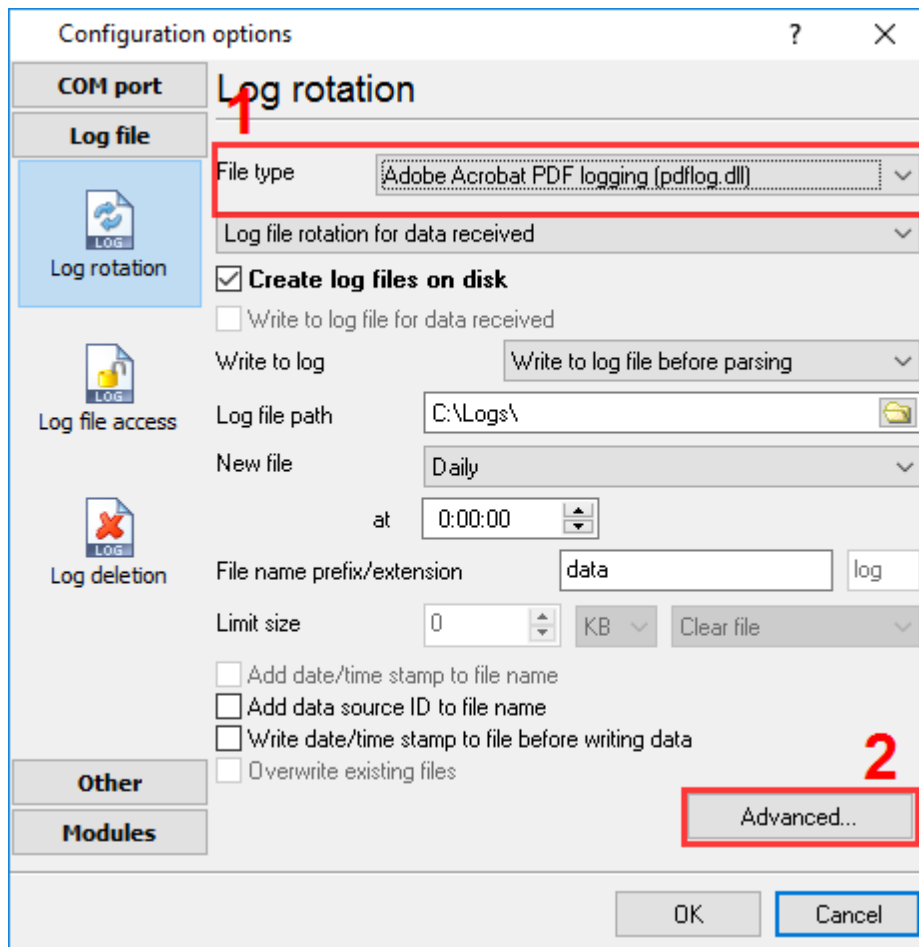 Configuration options ?
COM port
Log rotation
1
Log file
File type Adobe Acrobat PDF logging (pdflog.dll)
LOG
Log rotation
Log file rotation for data received
Create log files on disk
Write to log file for data received
Write to log Write to log file before parsing
LOG
Log file access
Log file path C:\Logs\
New file Daily
at 0:00:00
LOG
Log deletion
File name prefix/extension data log
Limit size 0 KB Clear file
Add date/time stamp to file name
Add data source ID to file name
Write date/time stamp to file before writing data
Overwrite existing files
2
Other
Modules
Advanced...
OK Cancel